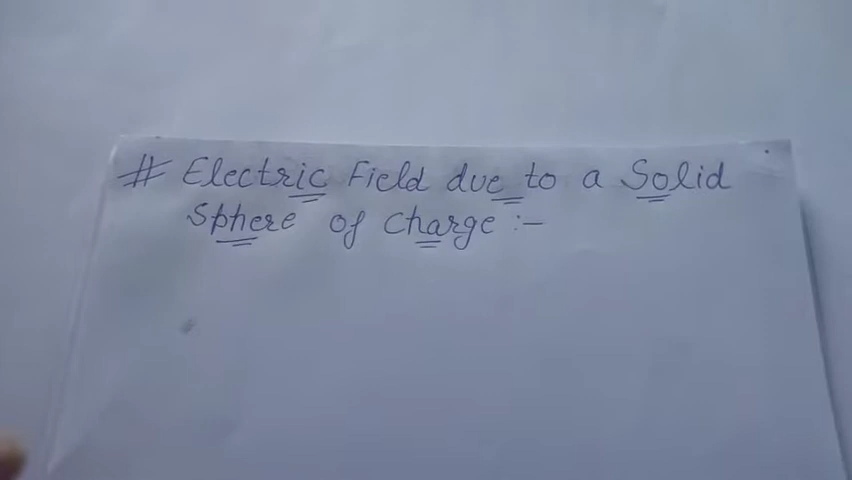 # Electric Field due to a Solid
Sphere of charge :-